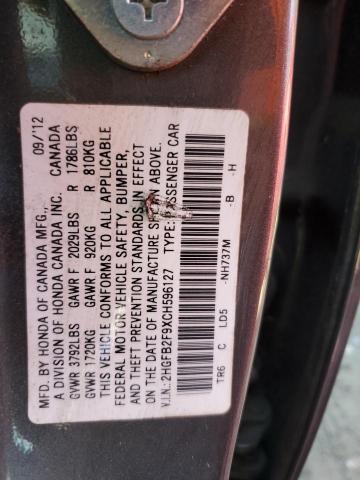 MFD. BY HONDA OF CANADA MFG., 09/12
A DIVISION OF HONDA CANADA INC. CANADA
GVWR 3792LBS GAWR F 2029LBS R 1786LBS
GVWR 1720KG GAWR F 920KG R 810KG
THIS VEHICLE CONFORMS TO ALL APPLICABLE
FEDERAL MOTOR VEHICLE SAFETY, BUMPER,
AND THEFT PREVENTION STANDARDS IN EFFECT
ON THE DATE OF MANUFACTURE SHOWN ABOVE.
V.I.N.: 2HGFB2F9XCH596127 TYPE: PASSENGER CAR
-NH737M -B -H
TR6 C LD5